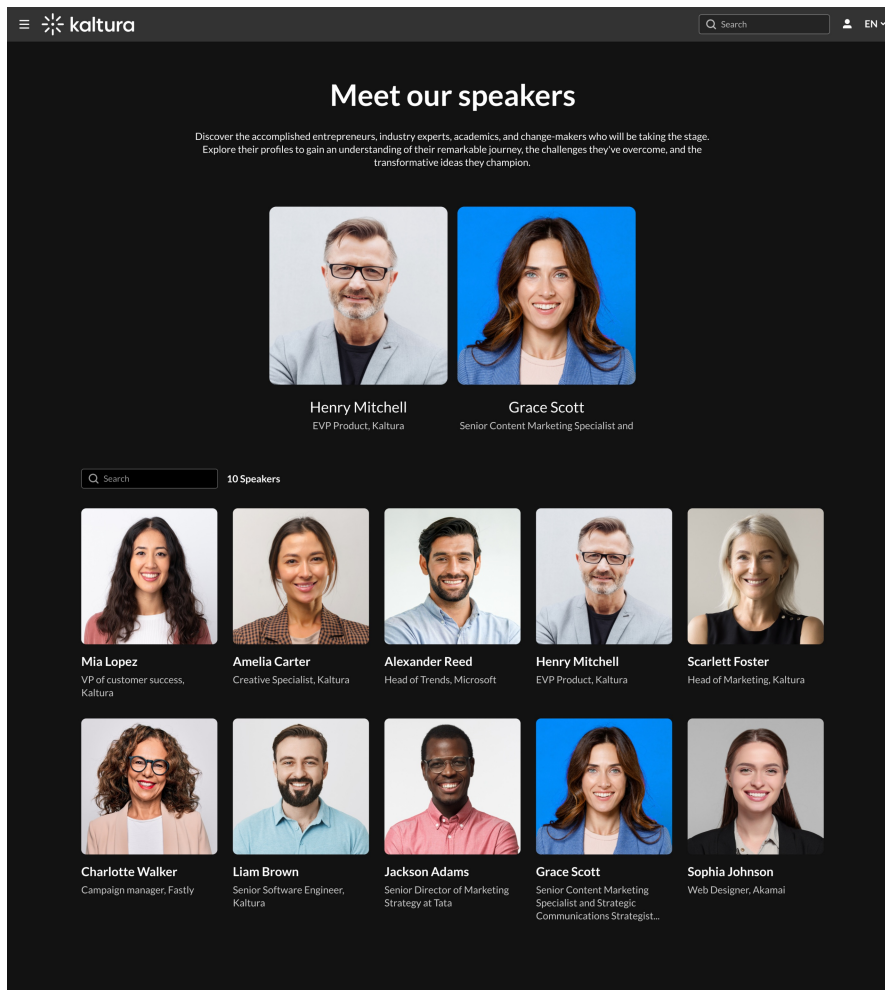 kaltura
Search
EN
Meet our speakers
Discover the accomplished entrepreneurs, industry experts, academics, and change-makers who will be taking the stage.
Explore their profiles to gain an understanding of their remarkable journey, the challenges they've overcome, and the
transformative ideas they champion.
Henry Mitchell
EVP Product, Kaltura
Grace Scott
Senior Content Marketing Specialist and
Search
10 Speakers
Mia Lopez
VP of customer success,
Kaltura
Amelia Carter
Creative Specialist, Kaltura
Alexander Reed
Head of Trends, Microsoft
Henry Mitchell
EVP Product, Kaltura
Scarlett Foster
Head of Marketing, Kaltura
Charlotte Walker
Campaign manager, Fastly
Liam Brown
Senior Software Engineer,
Kaltura
Jackson Adams
Senior Director of Marketing
Strategy at Tata
Grace Scott
Senior Content Marketing
Specialist and Strategic
Communications Strategist...
Sophia Johnson
Web Designer, Akamai